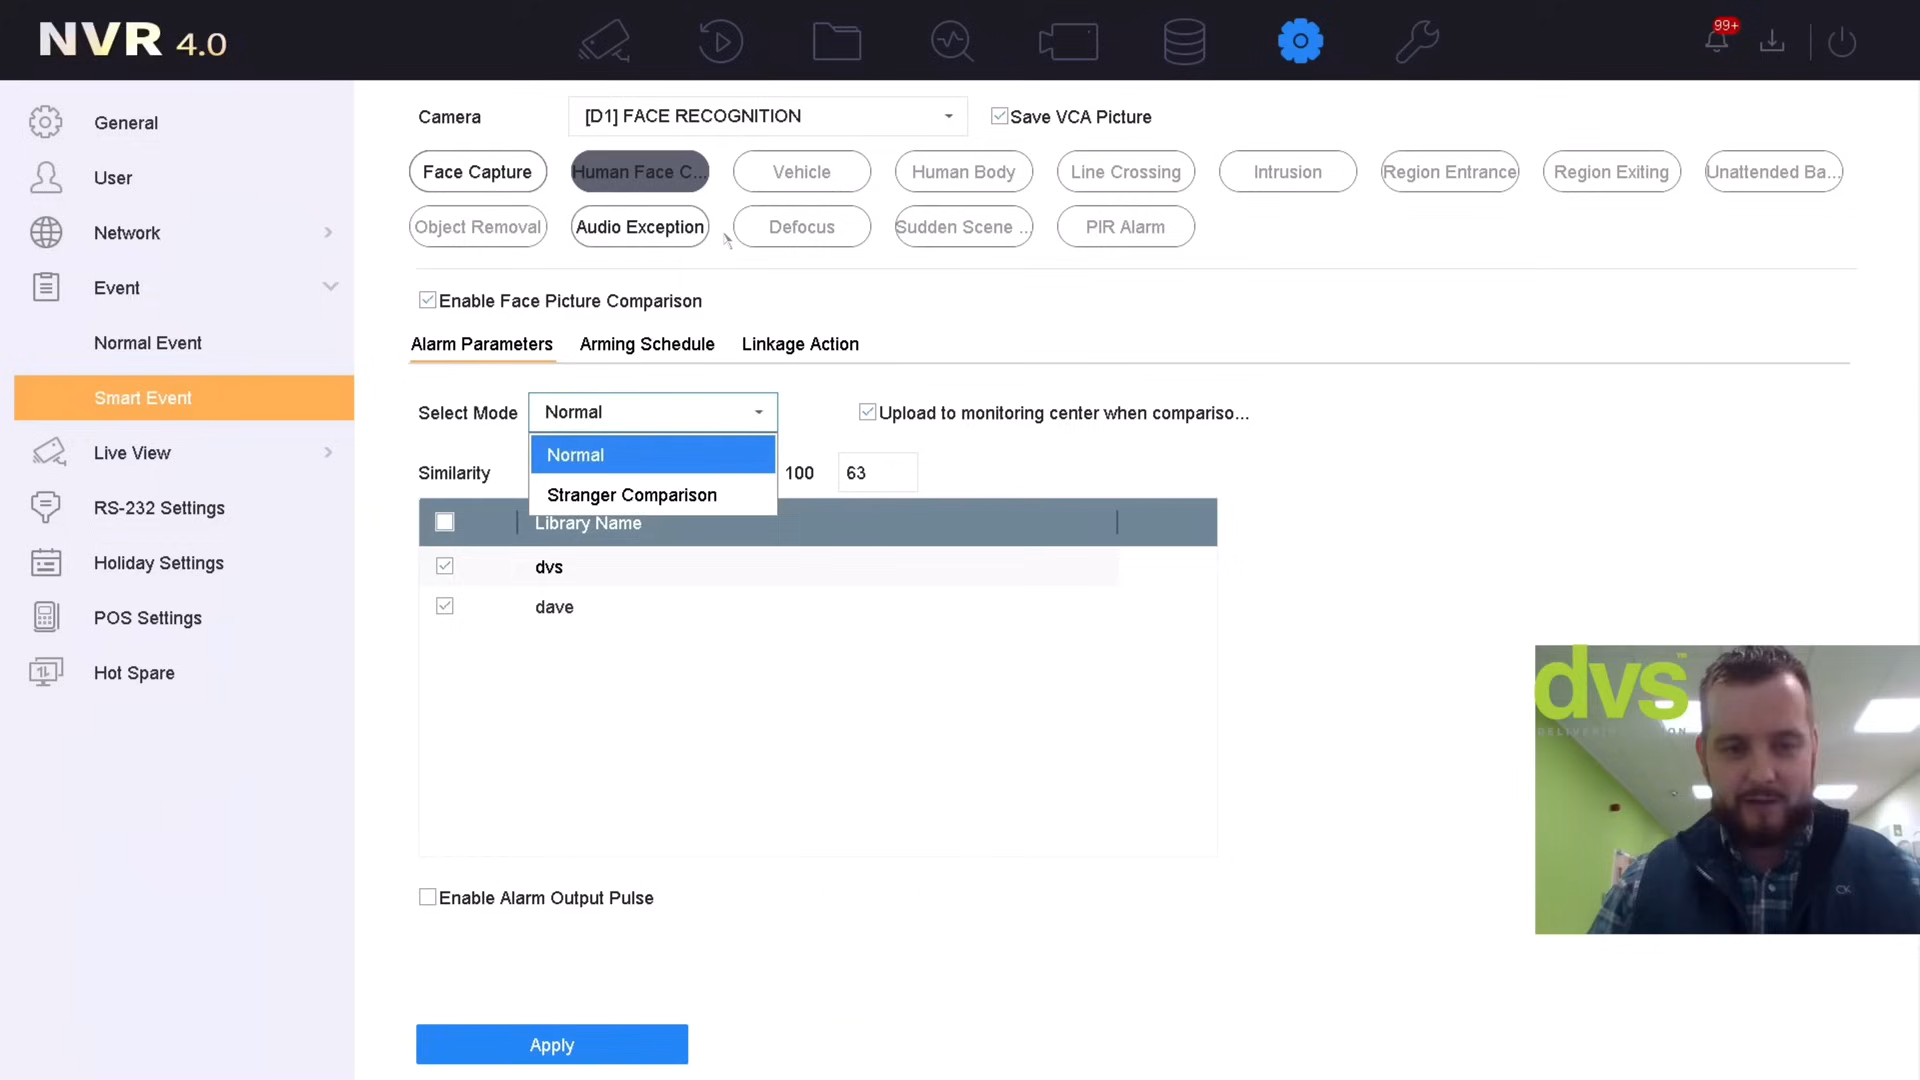 NVR 4.0
99+
General
User
Network
Event
Normal Event
Smart Event
Live View
RS-232 Settings
Holiday Settings
POS Settings
Hot Spare
Camera [D1] FACE RECOGNITION Save VCA Picture
Face Capture Human Face C... Vehicle Human Body Line Crossing Intrusion Region Entrance Region Exiting Unattended Ba...
Object Removal Audio Exception Defocus Sudden Scene ... PIR Alarm
Enable Face Picture Comparison
Alarm Parameters Arming Schedule Linkage Action
Select Mode Normal Upload to monitoring center when compariso...
Normal
Similarity 100 63
Stranger Comparison
Library Name
dvs
dave
Enable Alarm Output Pulse
Apply
dvs™
CK